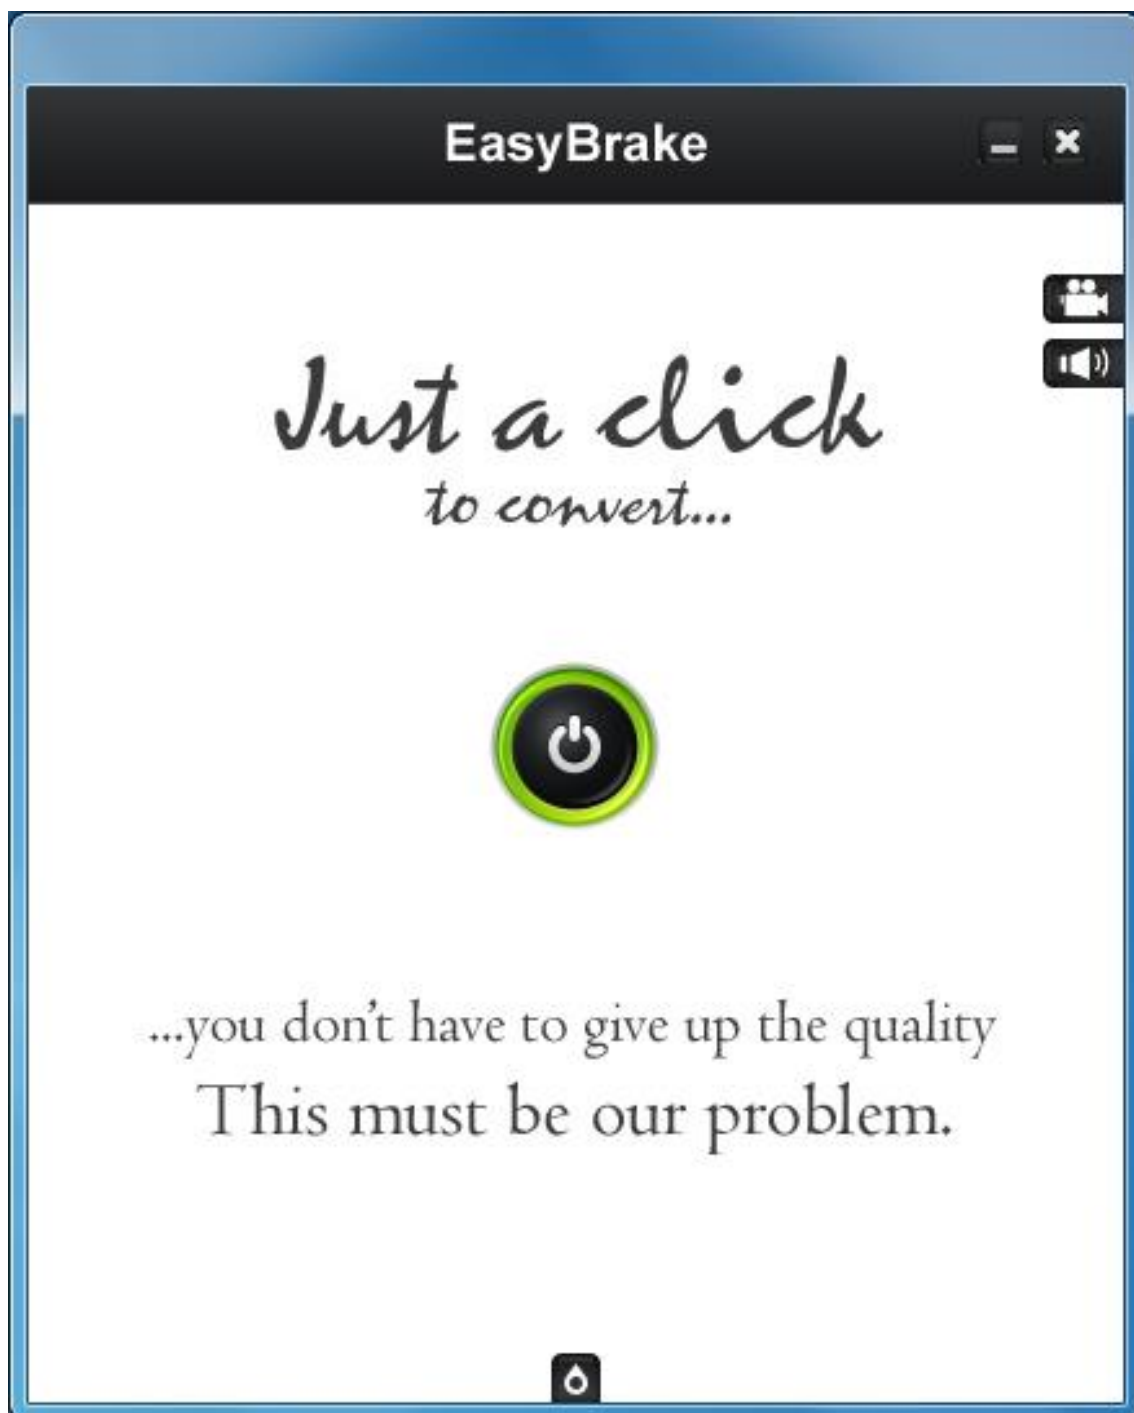 EasyBrake
Just a click
to convert...
...you don't have to give up the quality
This must be our problem.